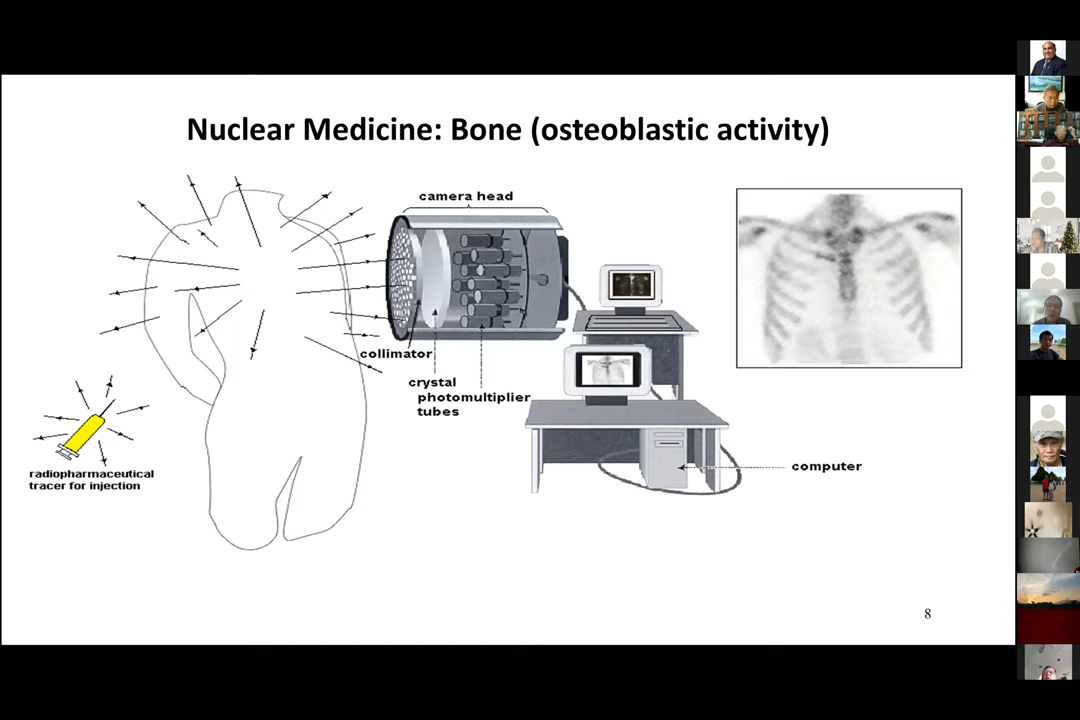 Nuclear Medicine: Bone (osteoblastic activity)
camera head
collimator
crystal
photomultiplier
tubes
radiopharmaceutical
tracer for injection
computer
8